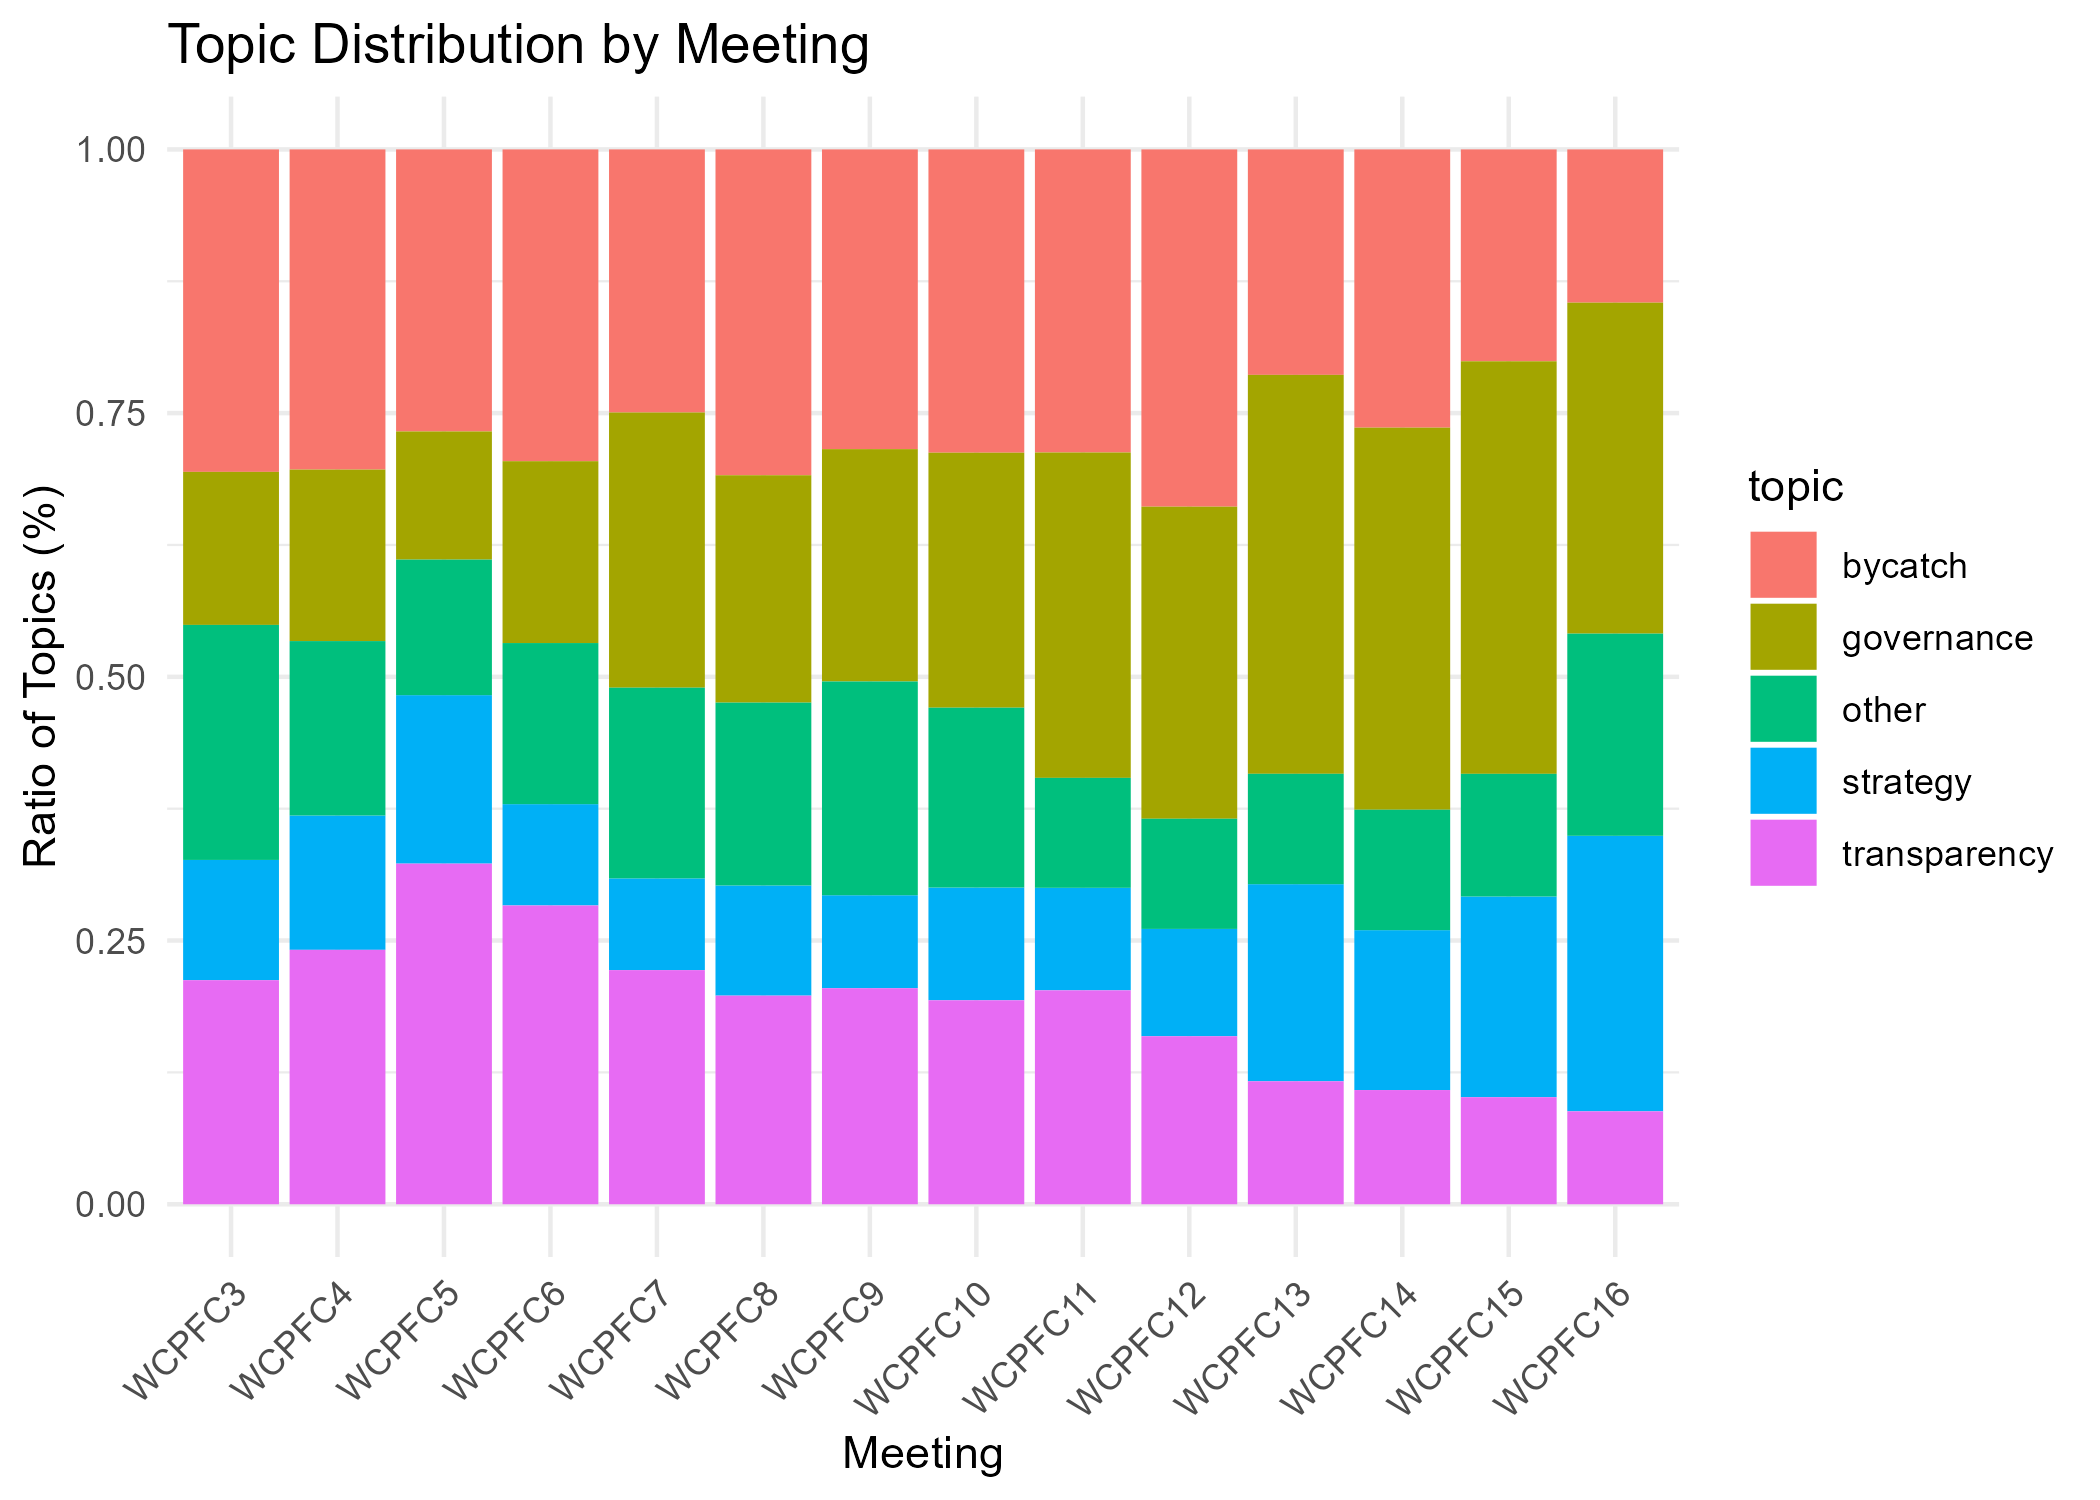 Topic Distribution by Meeting
Ratio of Topics (%)
1.00
0.75
0.50
0.25
0.00
WCPFC3
WCPFC4
WCPFC5
WCPFC6
WCPFC7
WCPFC8
WCPFC9
WCPFC10
WCPFC11
WCPFC12
WCPFC13
WCPFC14
WCPFC15
WCPFC16
Meeting
topic
bycatch
governance
other
strategy
transparency